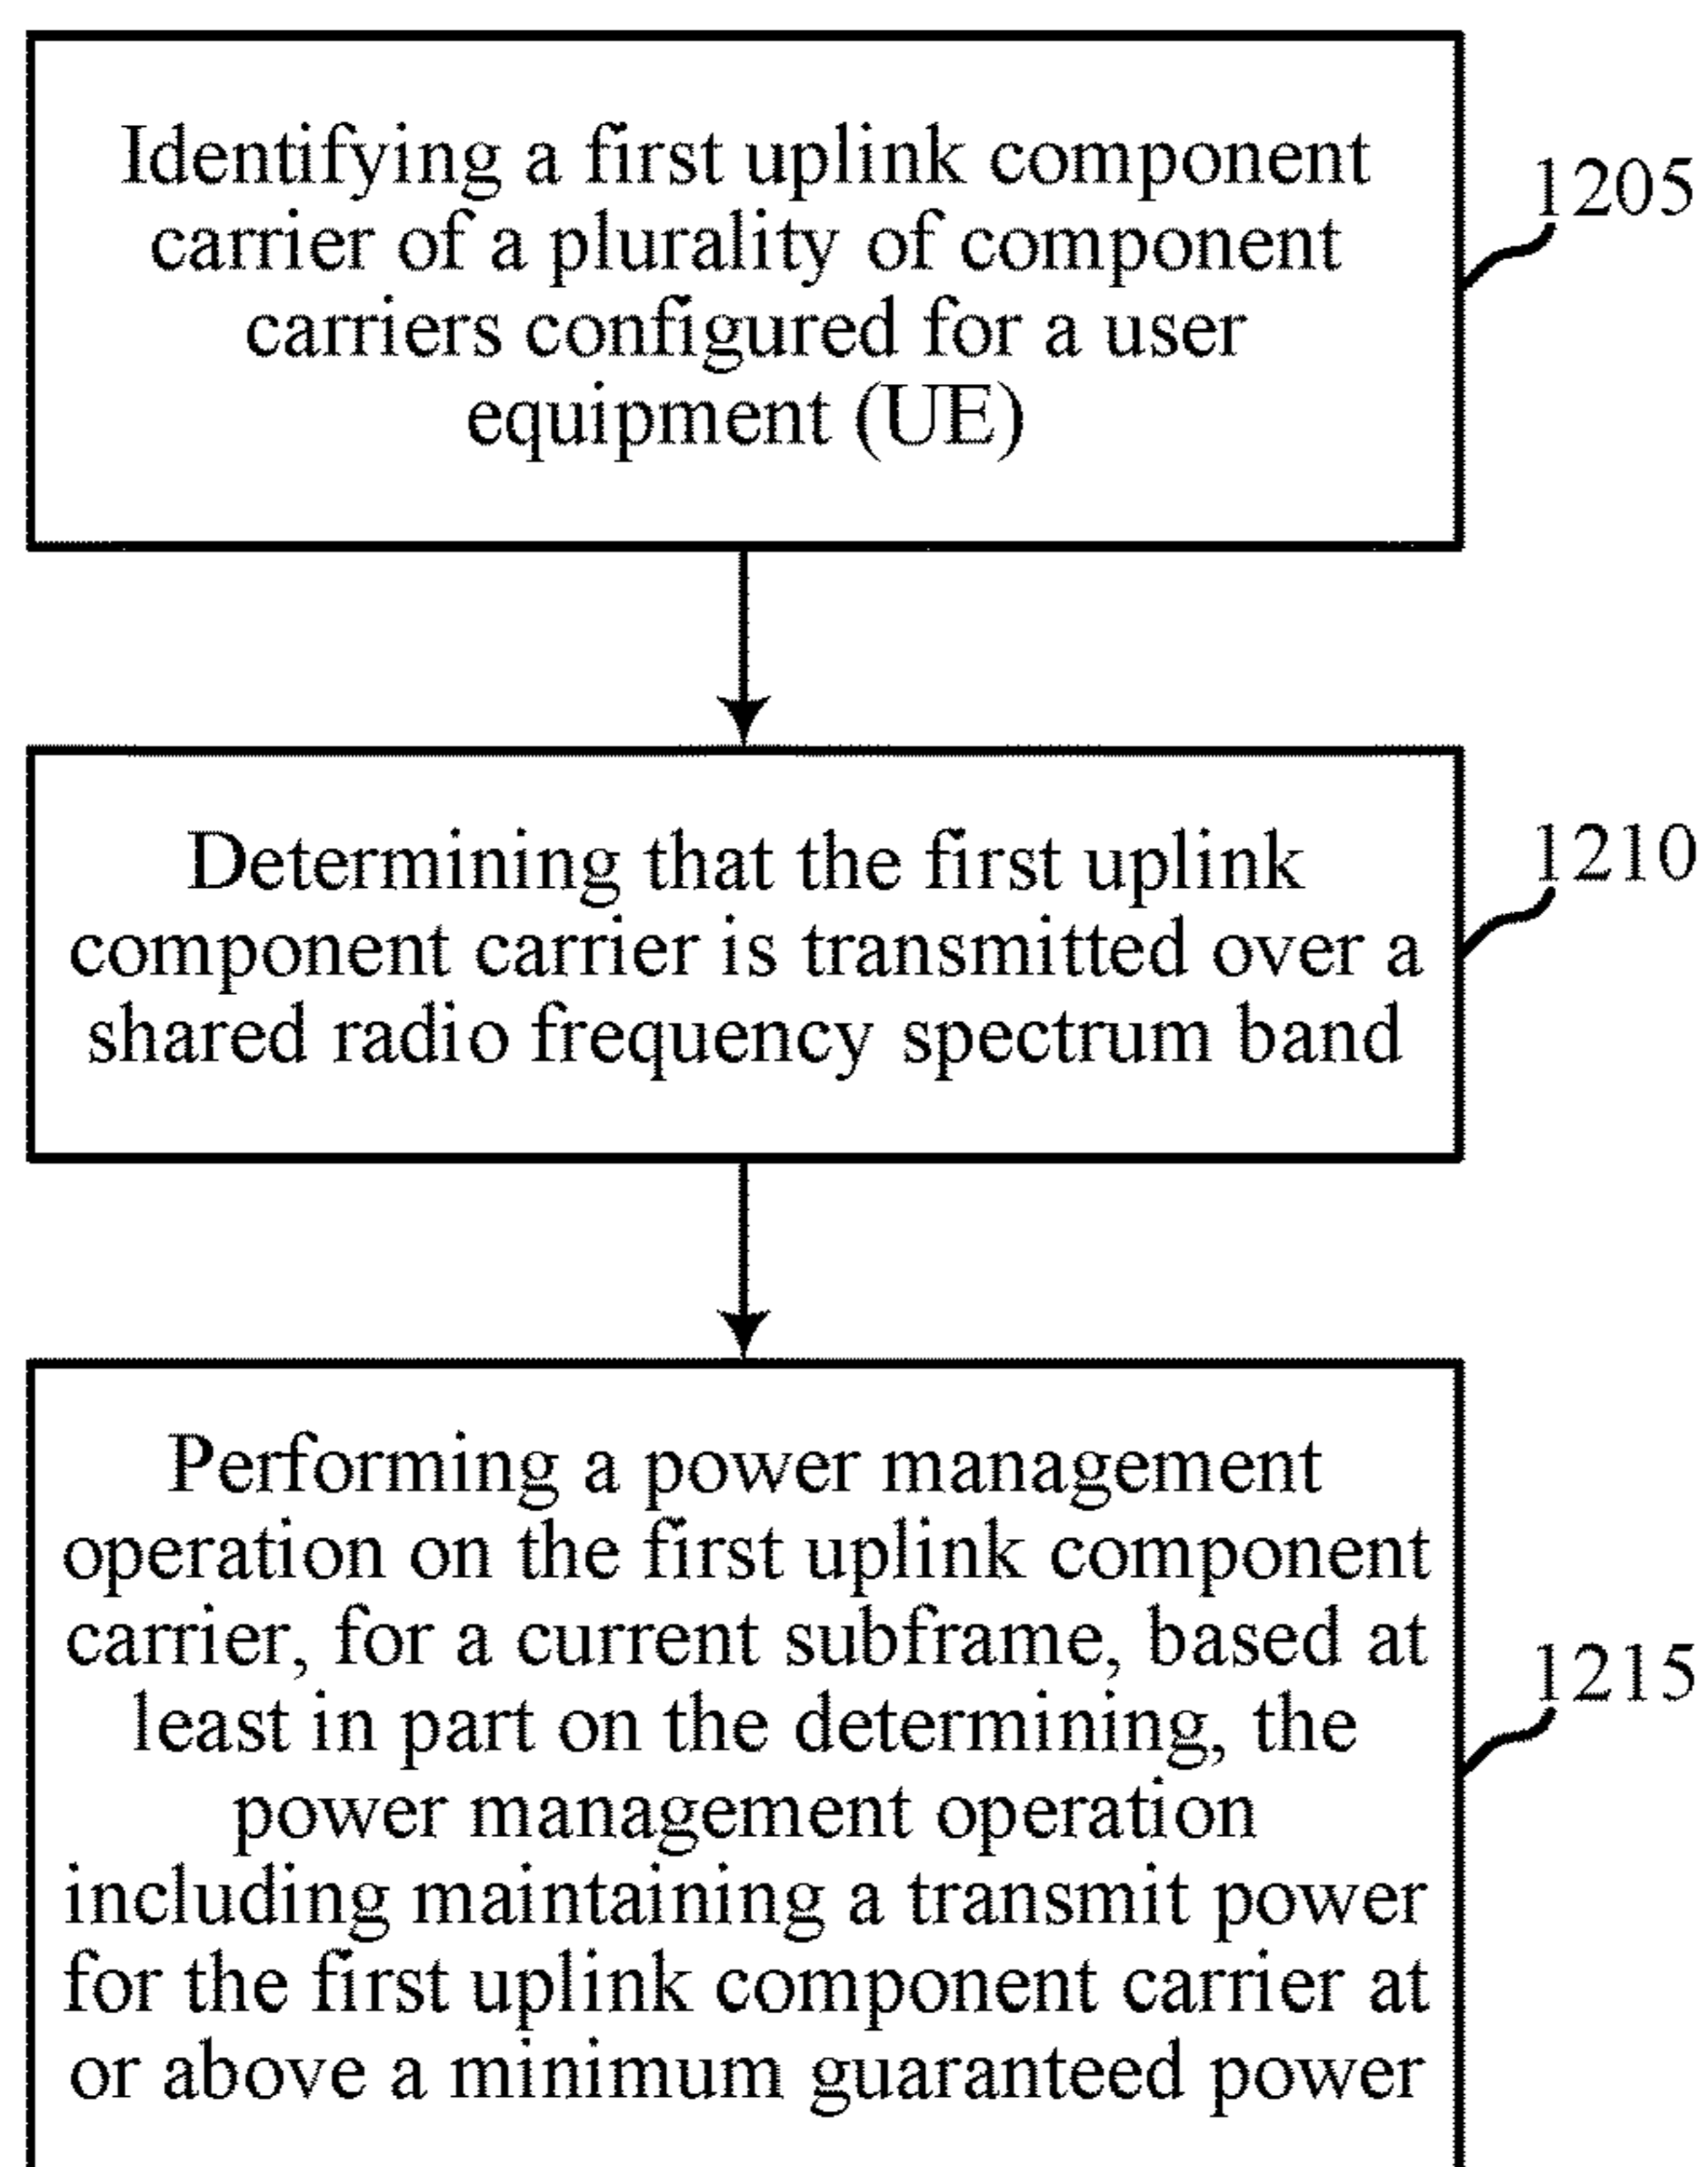 Identifying a first uplink component
carrier of a plurality of component
carriers configured for a user
equipment (UE)
1205
Determining that the first uplink
component carrier is transmitted over a
shared radio frequency spectrum band
1210
Performing a power management
operation on the first uplink component
carrier, for a current subframe, based at
least in part on the determining, the
power management operation
including maintaining a transmit power
for the first uplink component carrier at
or above a minimum guaranteed power
1215